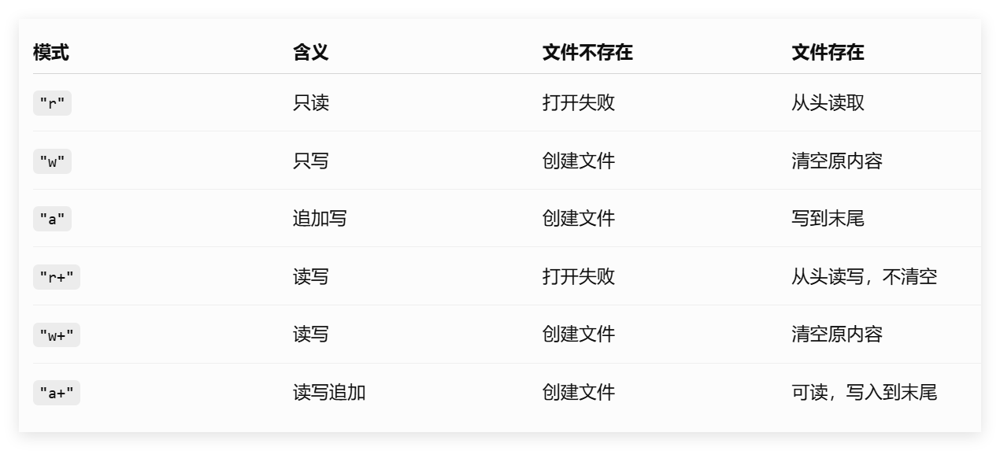 模式 含义 文件不存在 文件存在
"r" 只读 打开失败 从头读取
"w" 只写 创建文件 清空原内容
"a" 追加写 创建文件 写到末尾
"r+" 读写 打开失败 从头读写，不清空
"w+" 读写 创建文件 清空原内容
"a+" 读写追加 创建文件 可读，写入到末尾